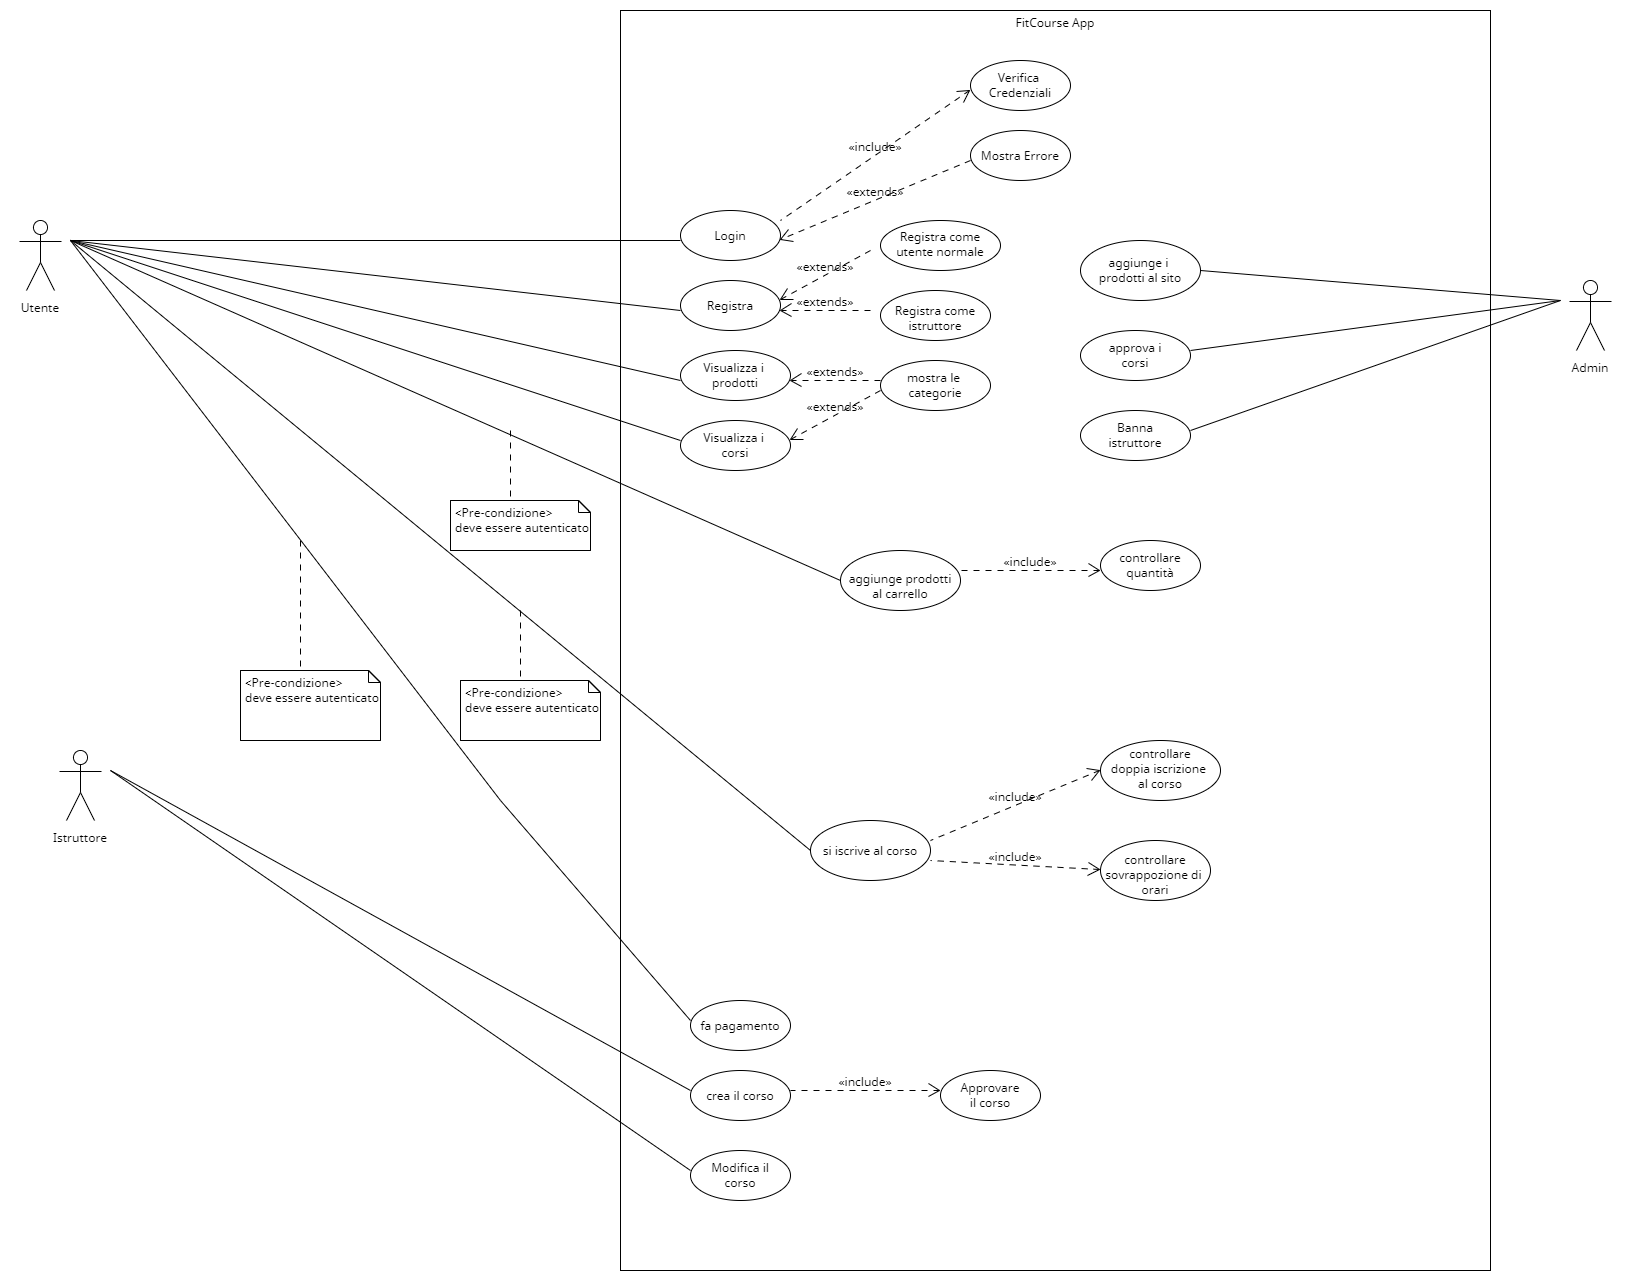 FitCourse App
Verifica
Credenziali
«include»
Mostra Errore
«extends»
Login
Registra come
utente normale
«extends»
Registra
«extends»
Registra come
istruttore
Visualizza i
prodotti
«extends»
mostra le
categorie
«extends»
Visualizza i
corsi
aggiunge i
prodotti al sito
approva i
corsi
Banna
istruttore
Utente
Admin
<Pre-condizione>
deve essere autenticato
aggiunge prodotti
al carrello
«include»
controllare
quantità
<Pre-condizione>
deve essere autenticato
<Pre-condizione>
deve essere autenticato
Istruttore
si iscrive al corso
«include»
controllare
doppia iscrizione
al corso
«include»
controllare
sovrappozione di
orari
fa pagamento
crea il corso
«include»
Approvare
il corso
Modifica il
corso